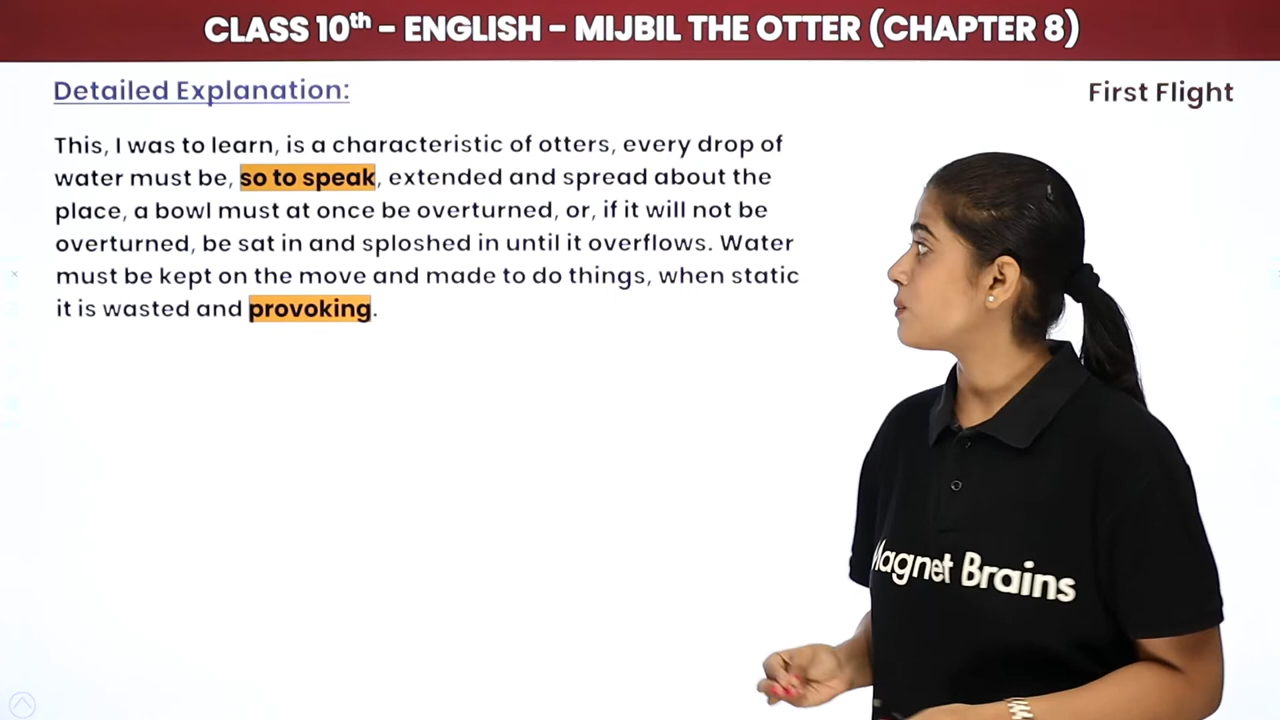 CLASS 10th - ENGLISH - MIJBIL THE OTTER (CHAPTER 8)
Detailed Explanation:
First Flight
This, I was to learn, is a characteristic of otters, every drop of
water must be, so to speak, extended and spread about the
place, a bowl must at once be overturned, or, if it will not be
overturned, be sat in and sploshed in until it overflows. Water
must be kept on the move and made to do things, when static
it is wasted and provoking.
Magnet Brains